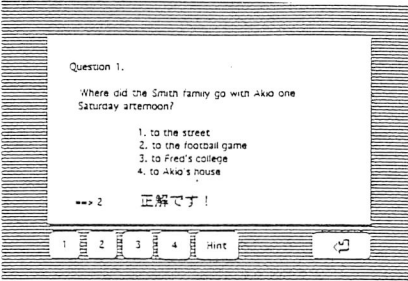 Question 1.
Where did the Smith family go with Akio one
Saturday afternoon?
1. to the street
2. to the football game
3. to Fred's college
4. to Akio's house
==> 2 正解です！
1 2 3 4 Hint